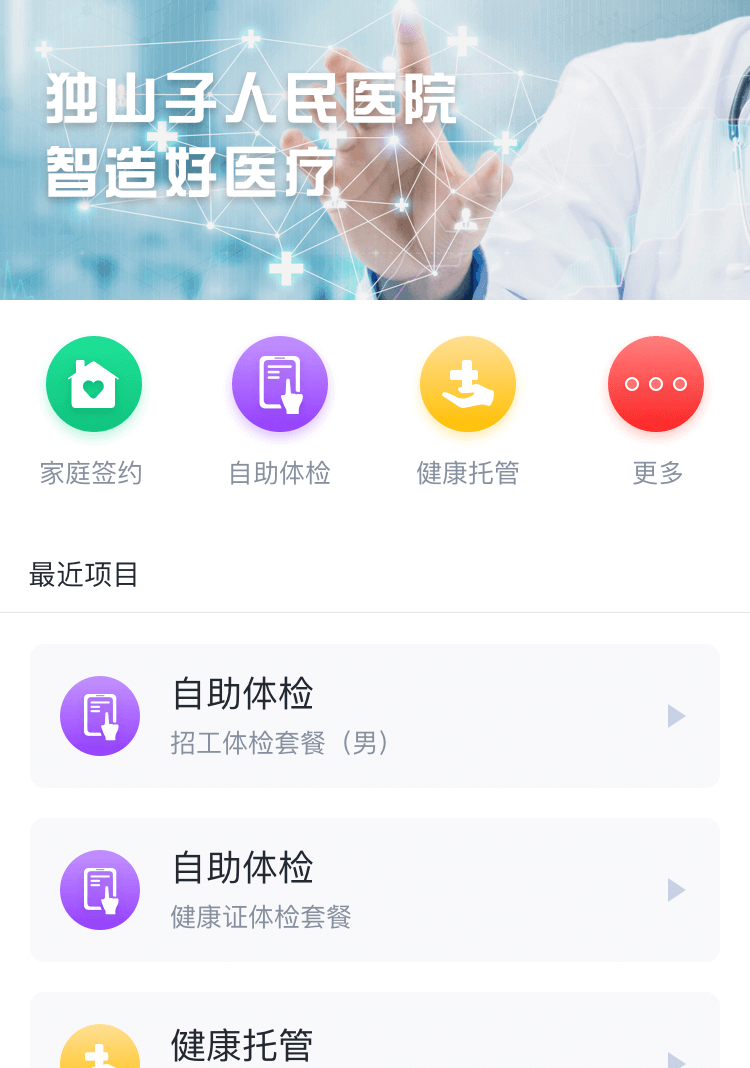 独山子人民医院
智造好医疗
家庭签约
自助体检
健康托管
更多
最近项目
自助体检
招工体检套餐（男）
自助体检
健康证体检套餐
健康托管